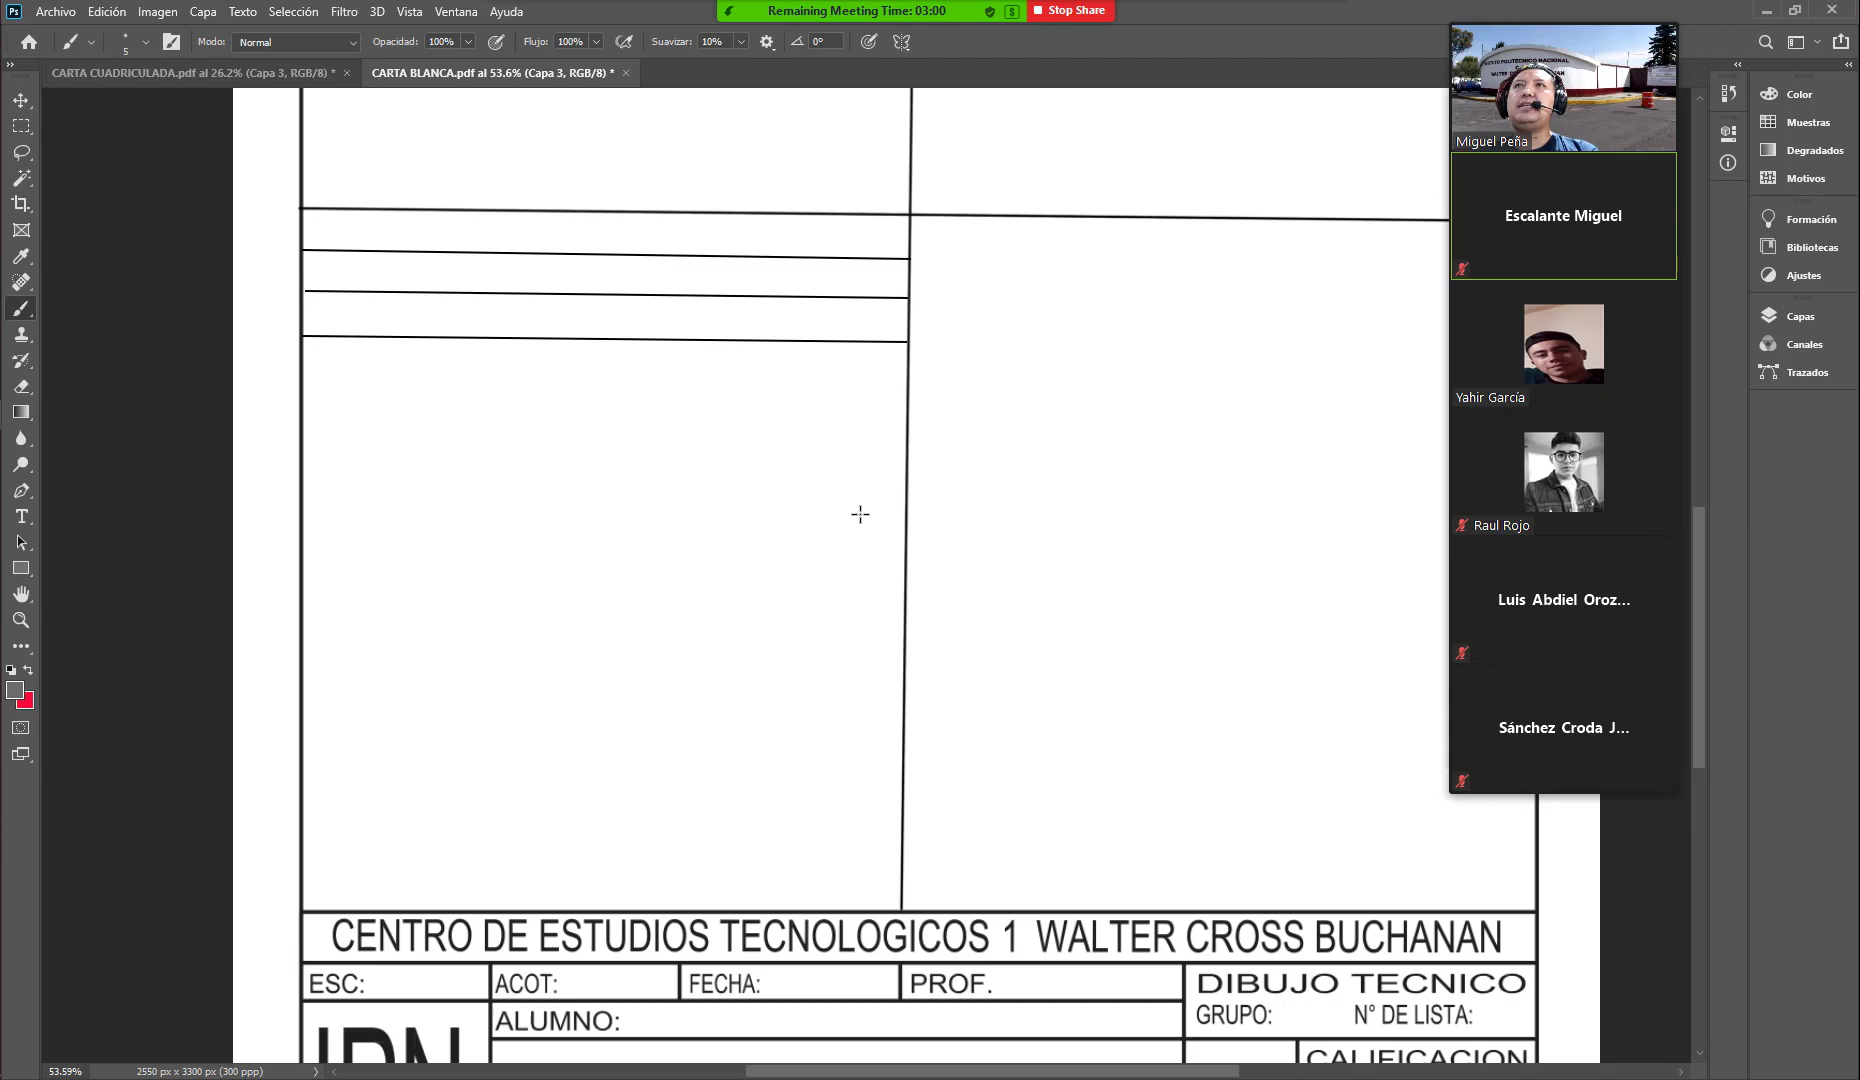 Ps Archivo Edición Imagen Capa Texto Selección Filtro 3D Vista Ventana Ayuda
Remaining Meeting Time: 03:00
Stop Share
5 Modo: Normal Opacidad: 100% Flujo: 100% Suavizar: 10% 0°
CARTA CUADRICULADA.pdf al 26.2% (Capa 3, RGB/8) * ×
CARTA BLANCA.pdf al 53.6% (Capa 3, RGB/8) * ×
Miguel Peña
Escalante Miguel
Yahir García
Raul Rojo
Luis Abdiel Oroz...
Sánchez Croda J...
Color
Muestras
Degradados
Motivos
Formación
Bibliotecas
Ajustes
Capas
Canales
Trazados
CENTRO DE ESTUDIOS TECNOLOGICOS 1 WALTER CROSS BUCHANAN
ESC: ACOT: FECHA: PROF. DIBUJO TECNICO
ALUMNO: GRUPO: N° DE LISTA:
IPN CALIFICACION
53.59% 2550 px x 3300 px (300 ppp)